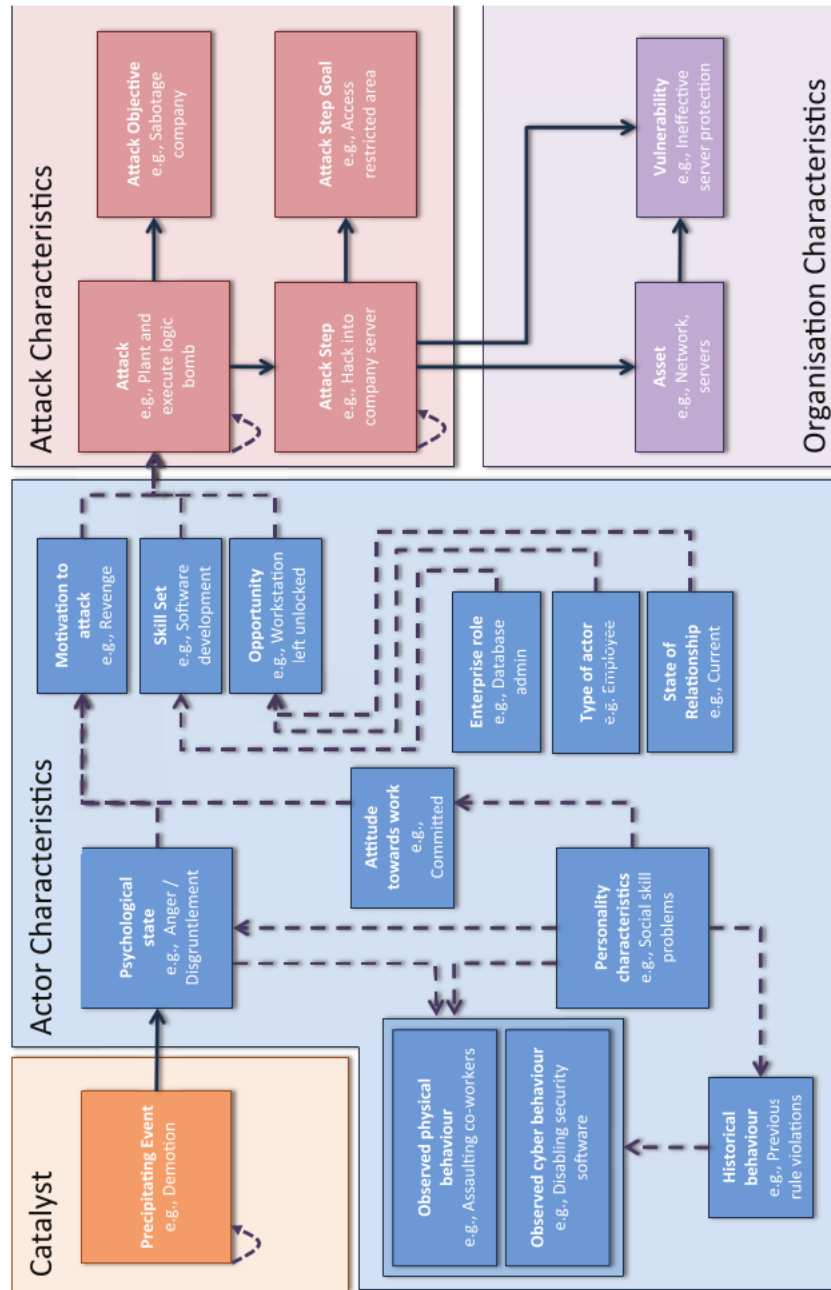 Catalyst
Precipitating Event
e.g., Demotion
Actor Characteristics
Psychological
state
e.g., Anger /
Disgruntlement
Motivation to
attack
e.g., Revenge
Skill Set
e.g., Software
development
Opportunity
e.g., Workstation
left unlocked
Attitude
towards work
e.g.,
Committed
Observed physical
behaviour
e.g., Assaulting co-workers
Observed cyber behaviour
e.g., Disabling security
software
Personality
characteristics
e.g., Social skill
problems
Historical
behaviour
e.g., Previous
rule violations
Enterprise role
e.g., Database
admin
Type of actor
e.g. Employee
State of
Relationship
e.g., Current
Attack Characteristics
Attack
e.g., Plant and
execute logic
bomb
Attack Objective
e.g., Sabotage
company
Attack Step
e.g., Hack into
company server
Attack Step Goal
e.g., Access
restricted area
Asset
e.g., Network,
servers
Vulnerability
e.g., Ineffective
server protection
Organisation Characteristics